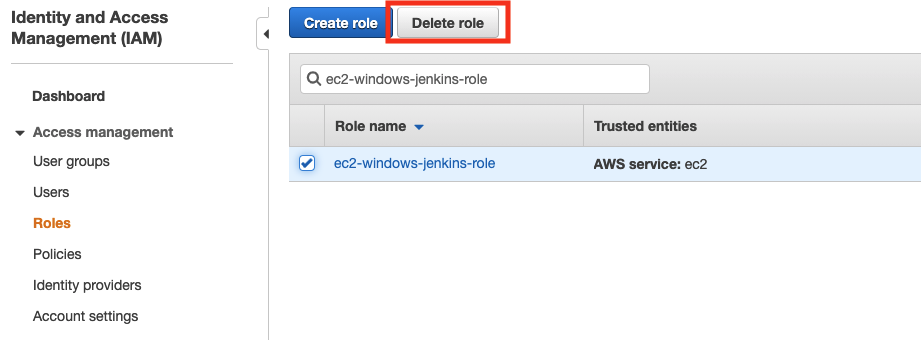 Identity and Access
Management (IAM)
Dashboard
Access management
User groups
Users
Roles
Policies
Identity providers
Account settings
Create role
Delete role
ec2-windows-jenkins-role
Role name
Trusted entities
ec2-windows-jenkins-role
AWS service: ec2